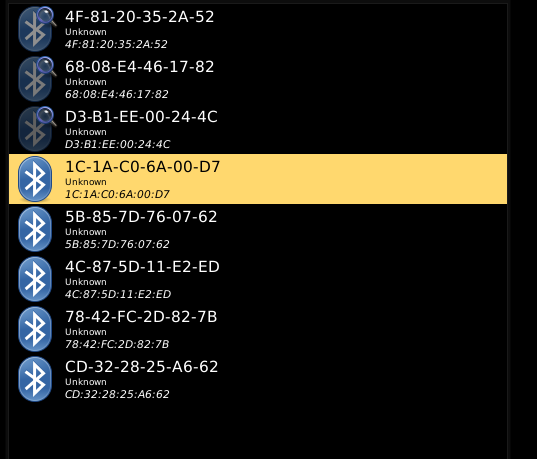 4F-81-20-35-2A-52
Unknown
4F:81:20:35:2A:52
68-08-E4-46-17-82
Unknown
68:08:E4:46:17:82
D3-B1-EE-00-24-4C
Unknown
D3:B1:EE:00:24:4C
1C-1A-C0-6A-00-D7
Unknown
1C:1A:C0:6A:00:D7
5B-85-7D-76-07-62
Unknown
5B:85:7D:76:07:62
4C-87-5D-11-E2-ED
Unknown
4C:87:5D:11:E2:ED
78-42-FC-2D-82-7B
Unknown
78:42:FC:2D:82:7B
CD-32-28-25-A6-62
Unknown
CD:32:28:25:A6:62